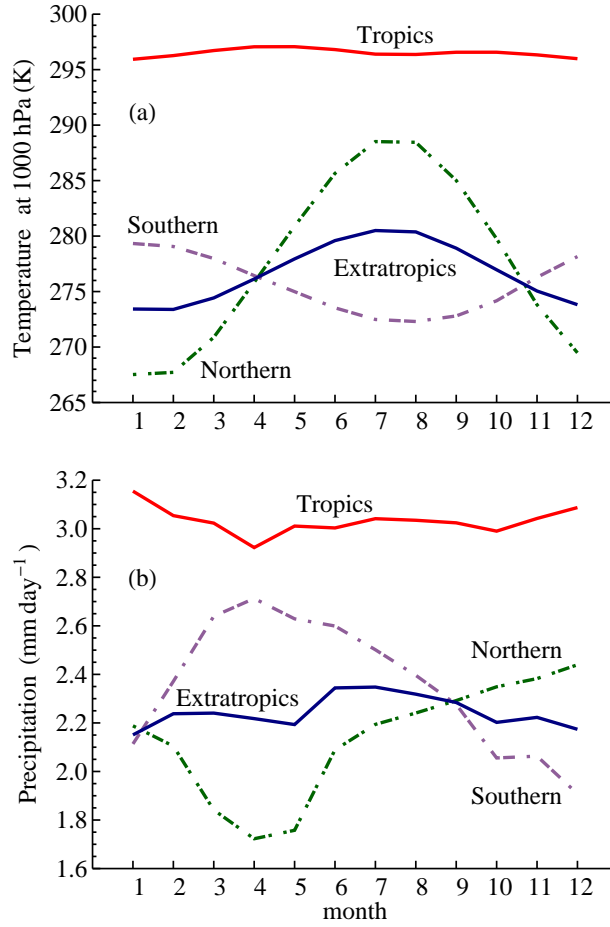 300
Tropics
295
(a)
290
285
Southern
280
Extratropics
275
270
Northern
265
1 2 3 4 5 6 7 8 9 10 11 12
Temperature at 1000 hPa (K)
3.2
Tropics
3.0
(b)
2.8
2.6
Northern
2.4
Extratropics
2.2
2.0
Southern
1.8
1.6
1 2 3 4 5 6 7 8 9 10 11 12
month
Precipitation (mm day−1)